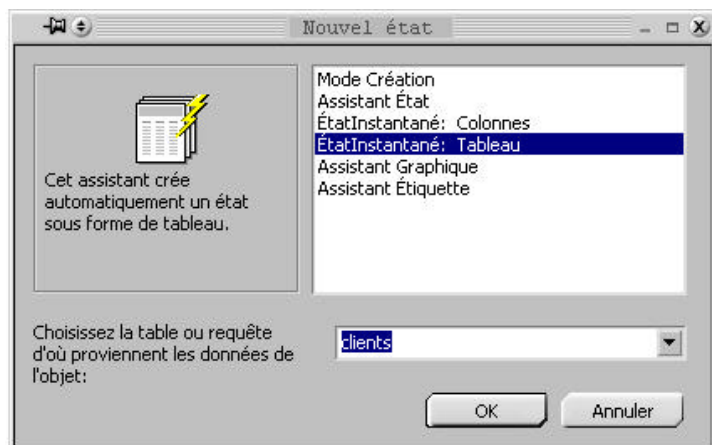 Nouvel état
Mode Création
Assistant État
ÉtatInstantané: Colonnes
ÉtatInstantané: Tableau
Assistant Graphique
Assistant Étiquette
Cet assistant crée
automatiquement un état
sous forme de tableau.
Choisissez la table ou requête
d'où proviennent les données de
l'objet:
clients
OK
Annuler